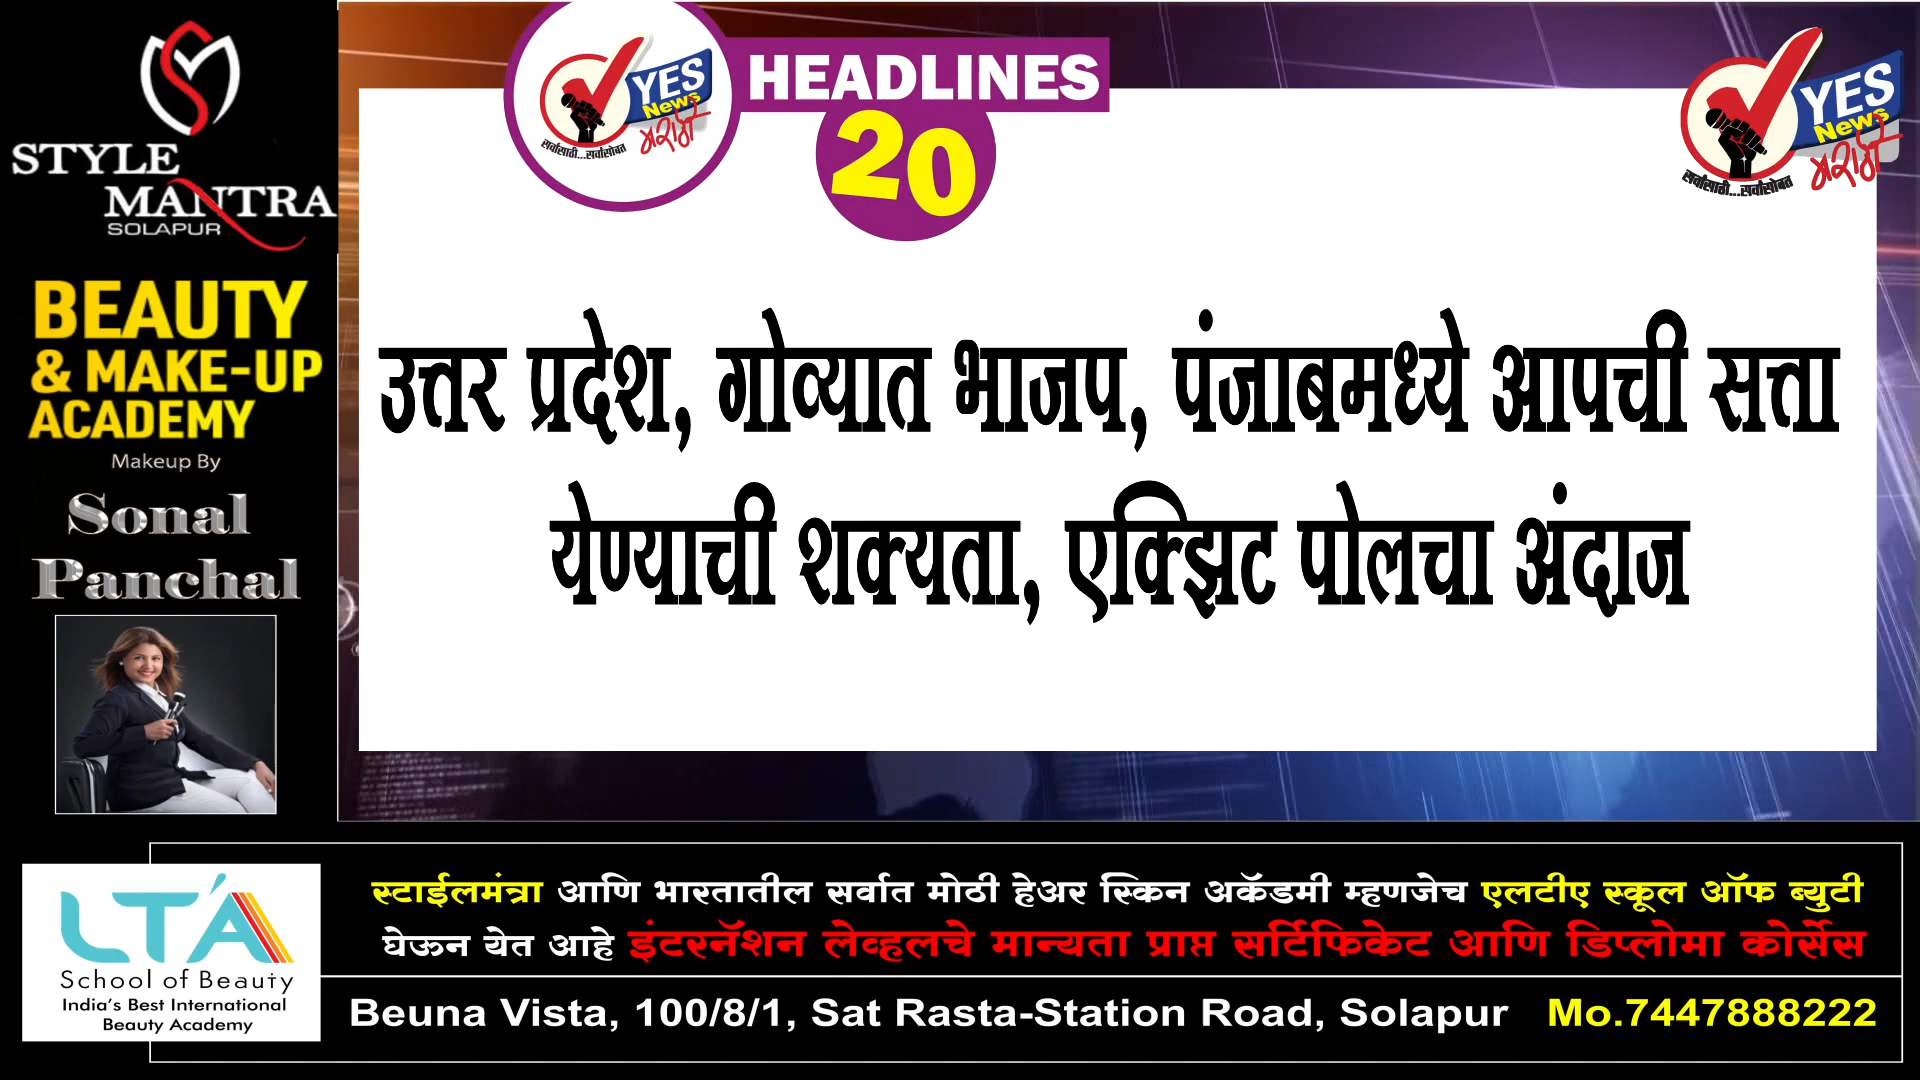 STYLE
MANTRA
SOLAPUR
BEAUTY
& MAKE-UP
ACADEMY
Makeup By
Sonal
Panchal
YES
News
मराठी
सर्वांसाठी...सर्वांसोबत
HEADLINES
20
YES
News
मराठी
सर्वांसाठी...सर्वांसोबत
उत्तर प्रदेश, गोव्यात भाजप, पंजाबमध्ये आपची सत्ता
येण्याची शक्यता, एक्झिट पोलचा अंदाज
LTA
School of Beauty
India's Best International
Beauty Academy
स्टाईलमंत्रा आणि भारतातील सर्वात मोठी हेअर स्किन अकॅडमी म्हणजेच एलटीए स्कूल ऑफ ब्युटी
घेऊन येत आहे इंटरनॅशन लेव्हलचे मान्यता प्राप्त सर्टिफिकेट आणि डिप्लोमा कोर्सेस
Beuna Vista, 100/8/1, Sat Rasta-Station Road, Solapur Mo.7447888222